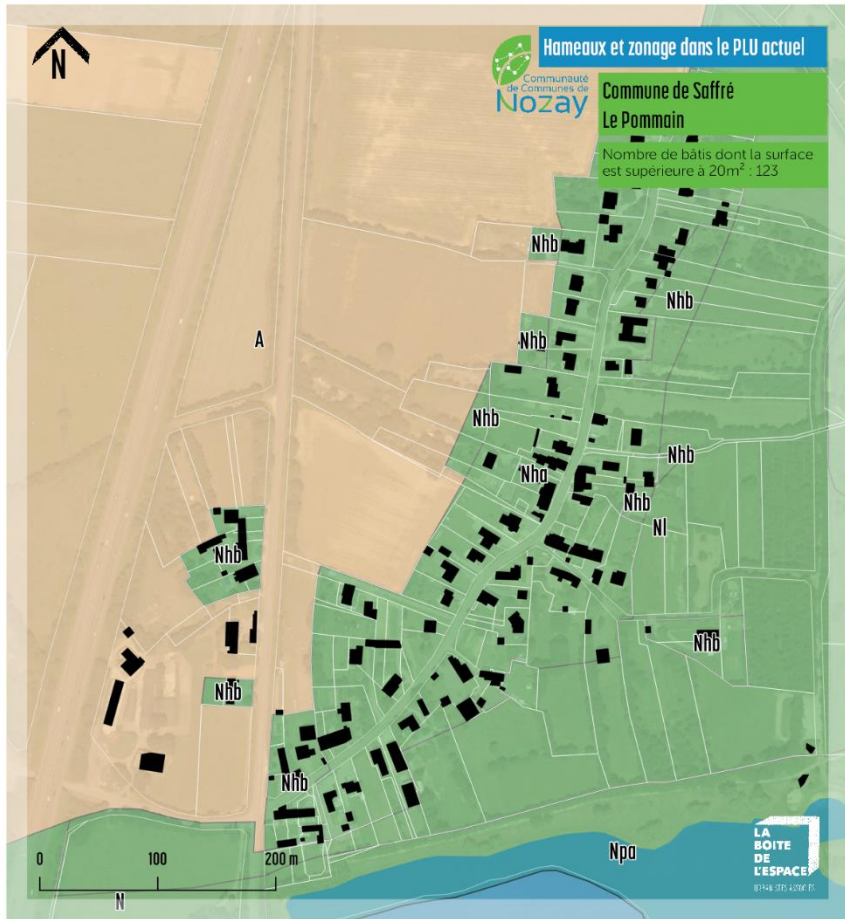 N
Hameaux et zonage dans le PLU actuel
Communauté
de Communes de
Nozay
Commune de Saffré
Le Pommain
Nombre de bâtis dont la surface
est supérieure à 20m² : 123
Nhb
Nhb
A
Nhb
Nhb
Nhb
Nha
Nhb
Nl
Nhb
Nhb
Nhb
Nhb
Npa
0 100 200 m
N
LA
BOITE
DE
L'ESPACE
URBANISTES ASSOCIÉS